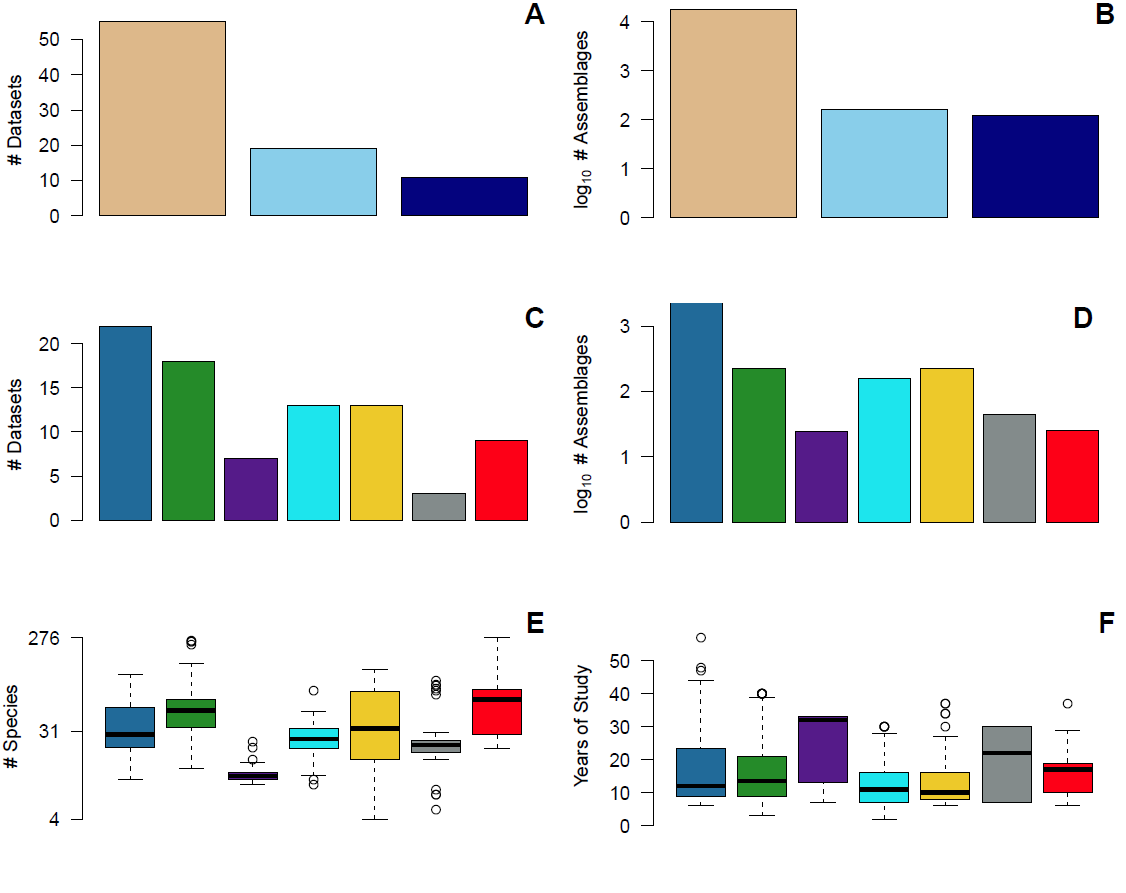 A
# Datasets
50
40
30
20
10
0
B
log10 # Assemblages
4
3
2
1
0
C
# Datasets
20
15
10
5
0
D
log10 # Assemblages
3
2
1
0
E
# Species
276
31
4
F
Years of Study
50
40
30
20
10
0